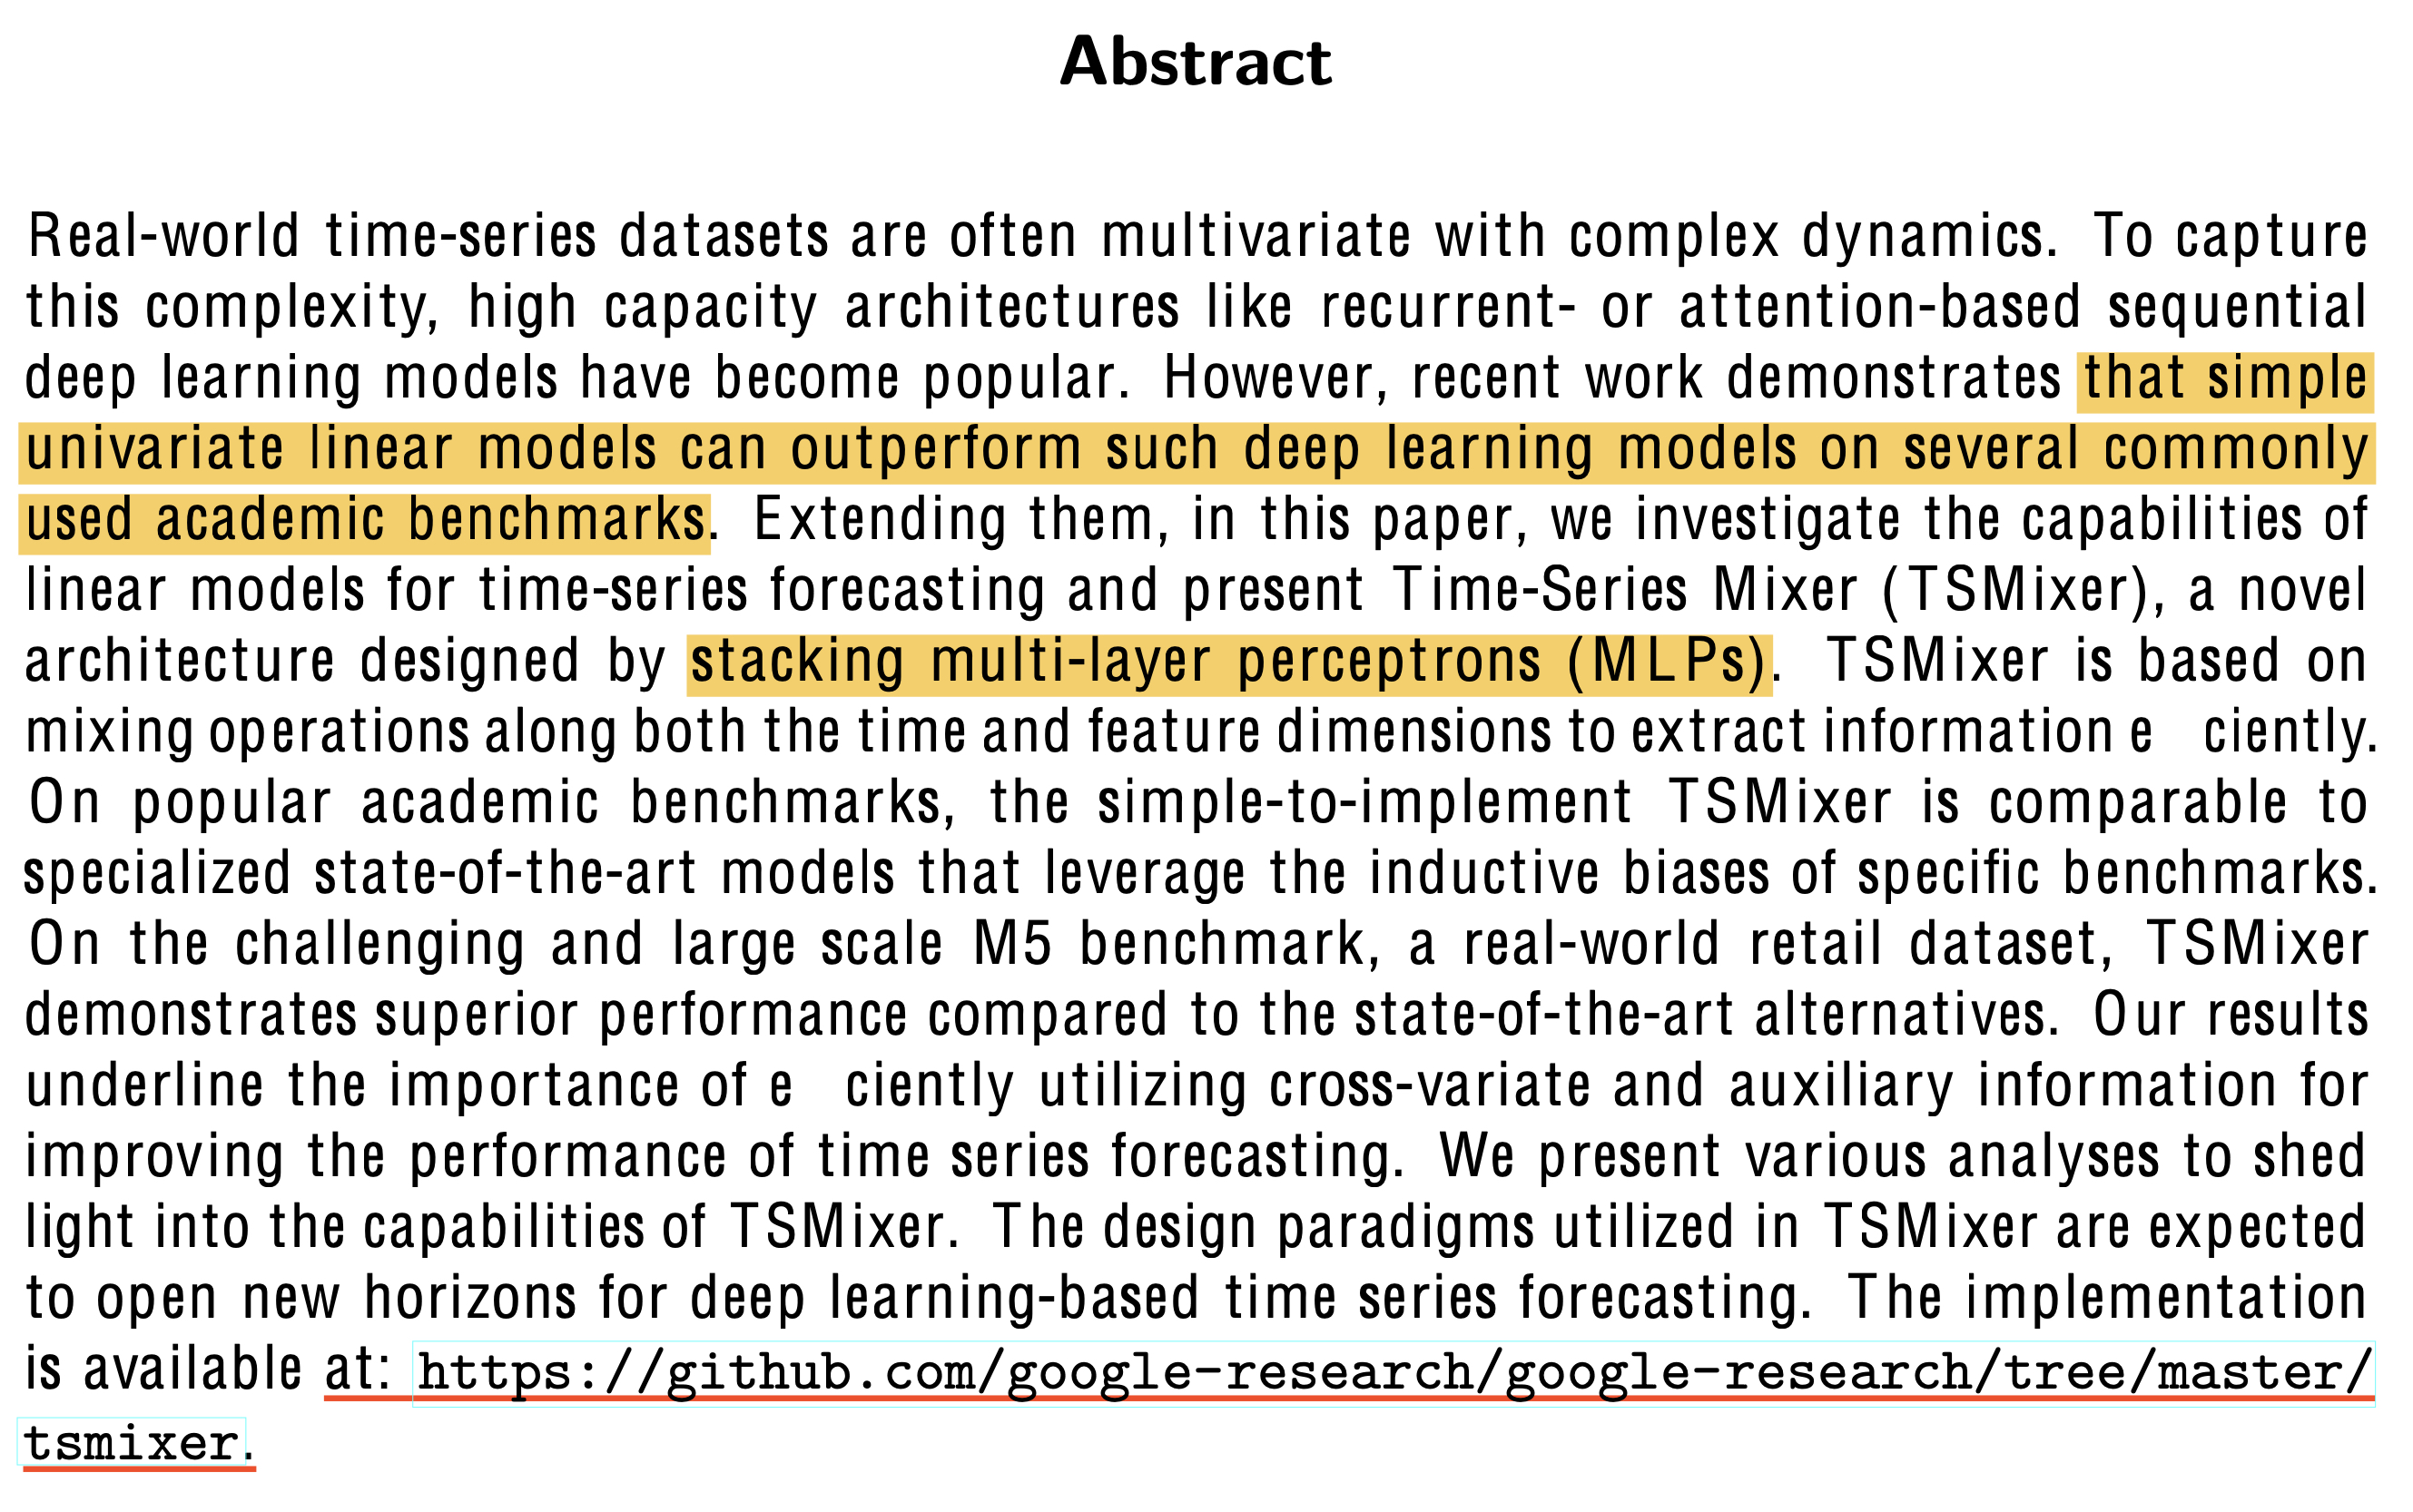 Abstract
Real-world time-series datasets are often multivariate with complex dynamics. To capture
this complexity, high capacity architectures like recurrent- or attention-based sequential
deep learning models have become popular. However, recent work demonstrates that simple
univariate linear models can outperform such deep learning models on several commonly
used academic benchmarks. Extending them, in this paper, we investigate the capabilities of
linear models for time-series forecasting and present Time-Series Mixer (TSMixer), a novel
architecture designed by stacking multi-layer perceptrons (MLPs). TSMixer is based on
mixing operations along both the time and feature dimensions to extract information e ciently.
On popular academic benchmarks, the simple-to-implement TSMixer is comparable to
specialized state-of-the-art models that leverage the inductive biases of specific benchmarks.
On the challenging and large scale M5 benchmark, a real-world retail dataset, TSMixer
demonstrates superior performance compared to the state-of-the-art alternatives. Our results
underline the importance of e ciently utilizing cross-variate and auxiliary information for
improving the performance of time series forecasting. We present various analyses to shed
light into the capabilities of TSMixer. The design paradigms utilized in TSMixer are expected
to open new horizons for deep learning-based time series forecasting. The implementation
is available at: https://github.com/google-research/google-research/tree/master/
tsmixer.